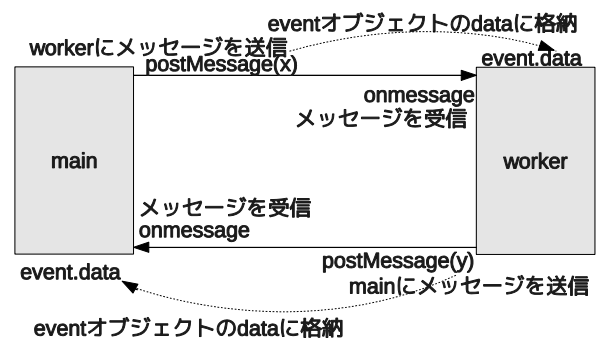 eventオブジェクトのdataに格納
workerにメッセージを送信
postMessage(x)
event.data
onmessage
メッセージを受信
main
worker
メッセージを受信
onmessage
postMessage(y)
event.data
mainにメッセージを送信
eventオブジェクトのdataに格納